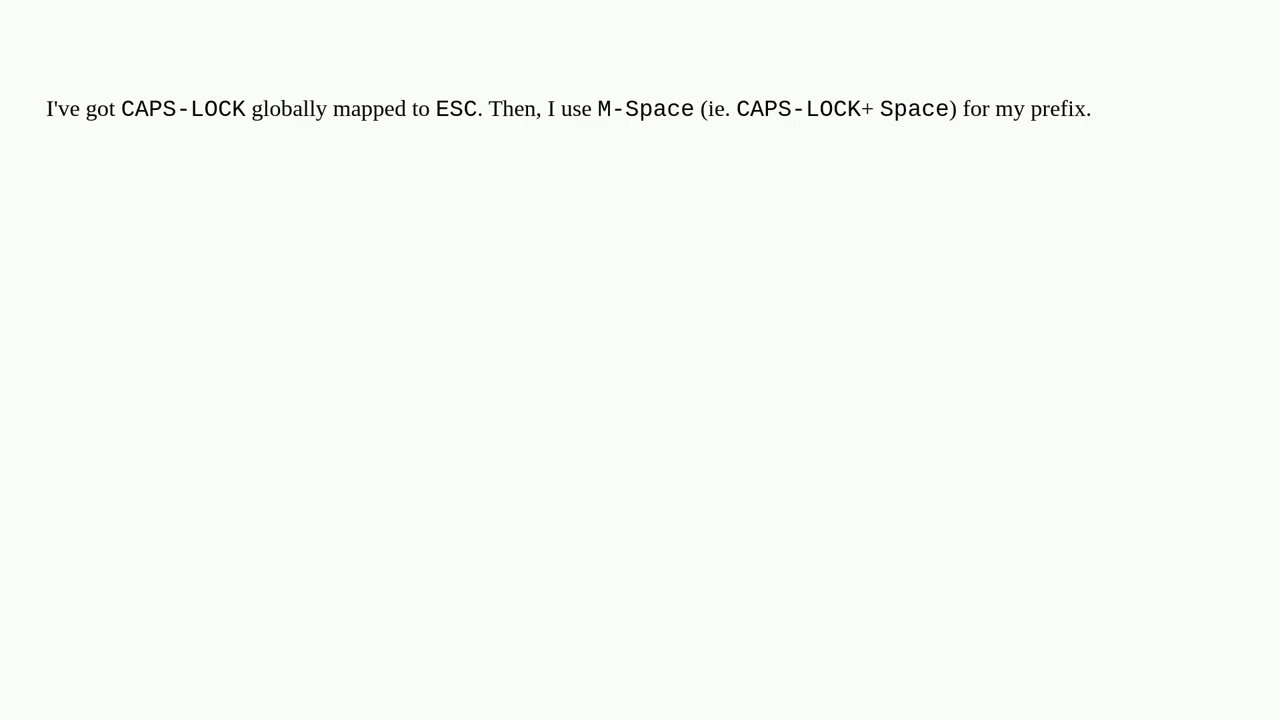 I've got CAPS-LOCK globally mapped to ESC. Then, I use M-Space (ie. CAPS-LOCK+ Space) for my prefix.